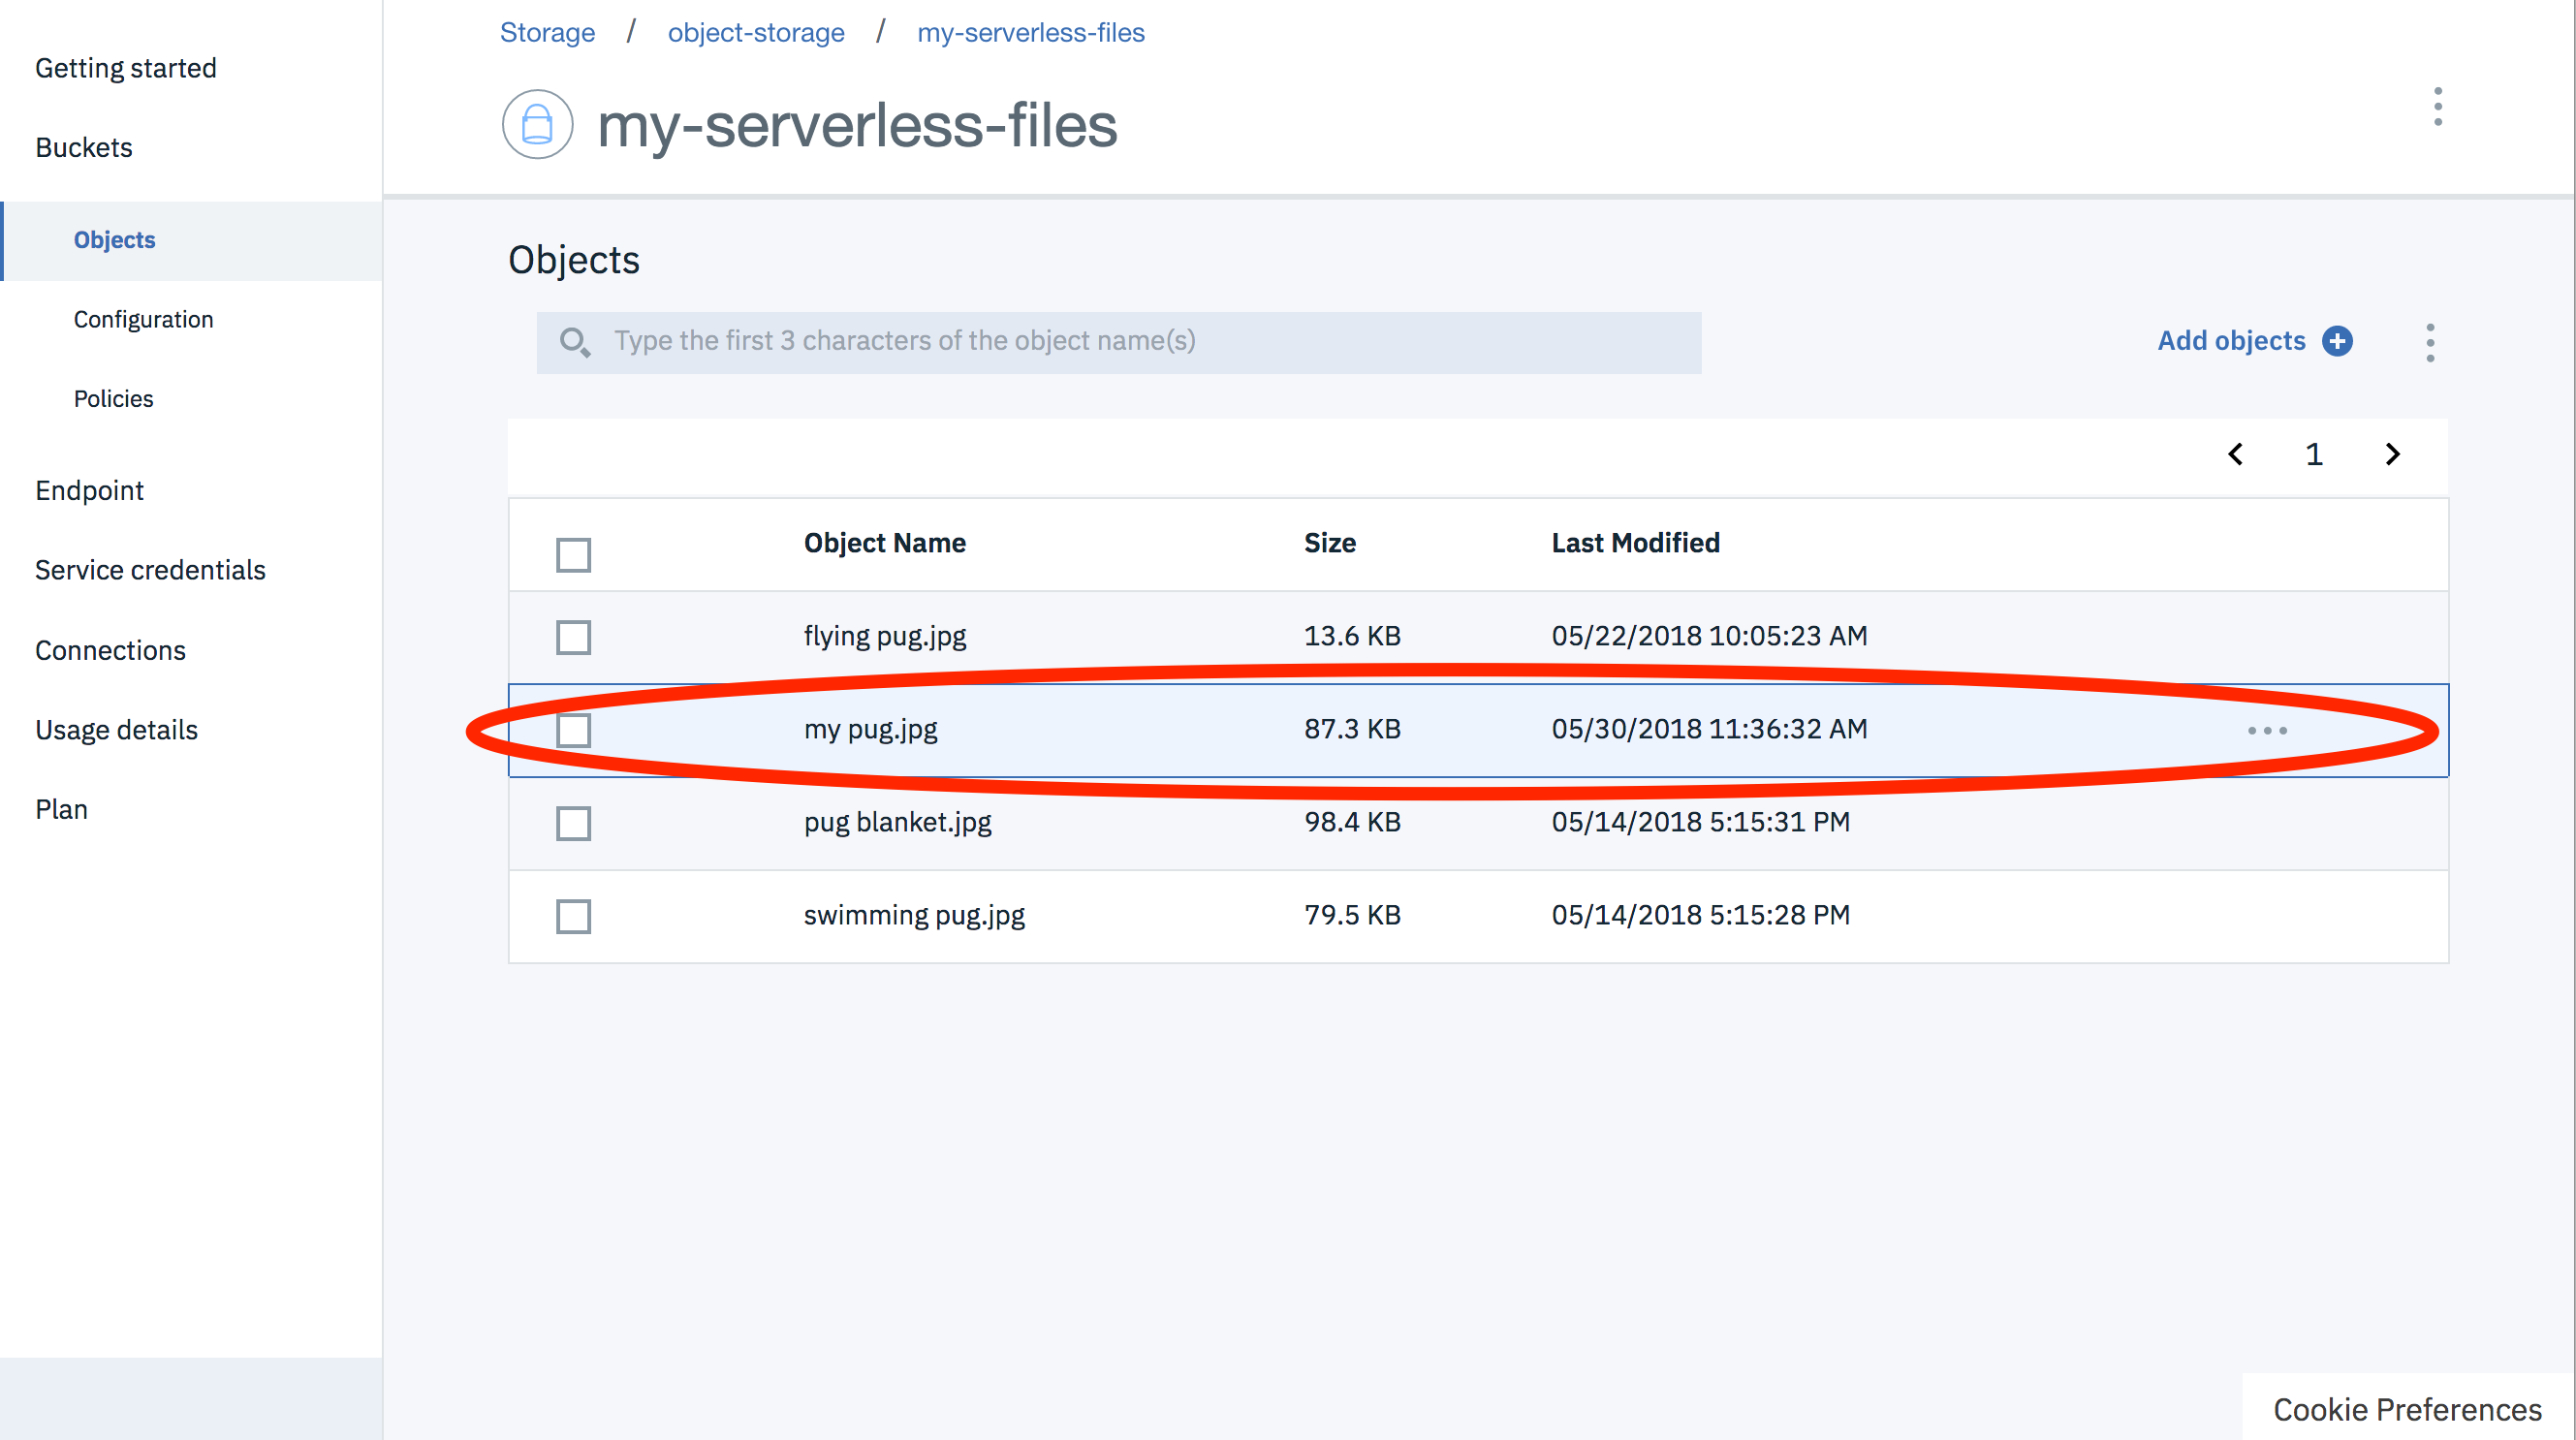 Getting started
Buckets
Objects
Configuration
Policies
Endpoint
Service credentials
Connections
Usage details
Plan
Storage / object-storage / my-serverless-files
my-serverless-files
Objects
Type the first 3 characters of the object name(s)
Add objects
1
Object Name Size Last Modified
flying pug.jpg 13.6 KB 05/22/2018 10:05:23 AM
my pug.jpg 87.3 KB 05/30/2018 11:36:32 AM
pug blanket.jpg 98.4 KB 05/14/2018 5:15:31 PM
swimming pug.jpg 79.5 KB 05/14/2018 5:15:28 PM
Cookie Preferences